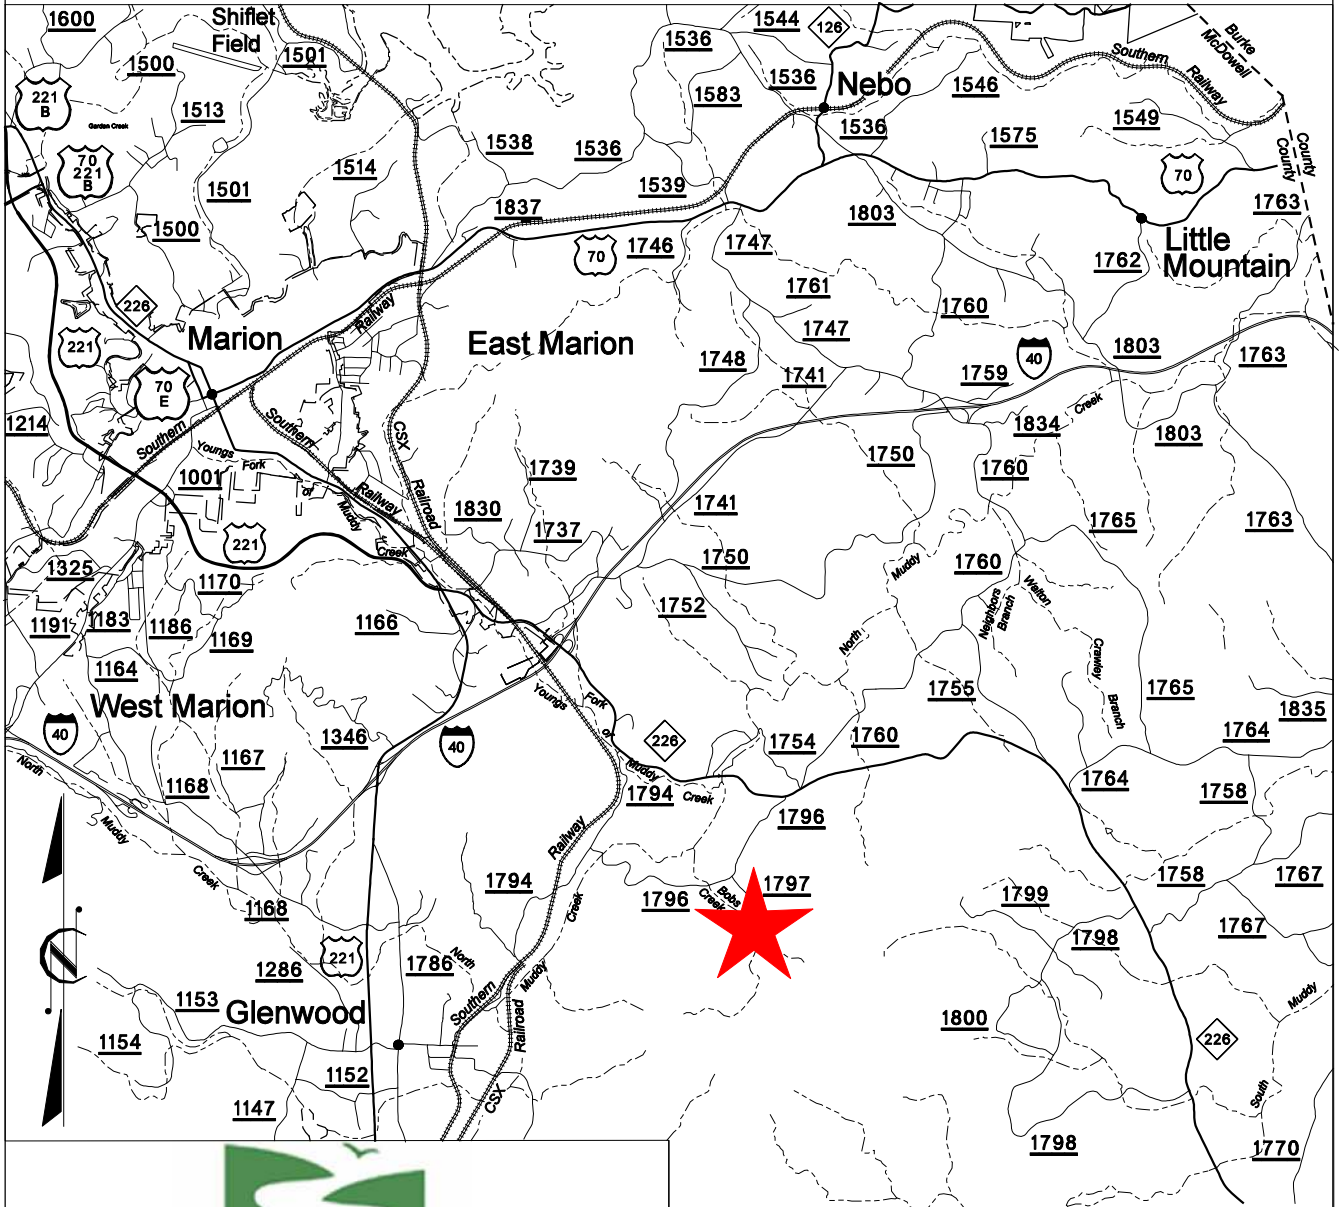 1600
Shiflet
Field
1501
1544
126
1536
Burke
McDowell
1500
221
B
1513
1536
Nebo
1546
Southern
Railway
1583
Garden Creek
1538
1536
1536
1575
1549
County
County
70
221
B
1514
1501
1539
70
1837
1803
1763
1500
1746
1747
Little
Mountain
70
1762
226
1761
1760
Railway
Marion
East Marion
1747
221
1748
40
1803
1763
70
E
1741
1759
1214
Southern
Southern
CSX
Creek
1834
1803
Youngs
Fork
of
Muddy
Creek
1001
1739
1750
1760
Railway
Railroad
1830
1741
1765
1763
221
1737
1325
1170
1750
Muddy
1760
1191
1183
1186
1169
1166
1752
North
Neighbors
Branch
Walton
Crawley
Branch
1164
West Marion
1755
1765
40
1346
40
Youngs
Fork
of
Muddy
Creek
226
1754
1760
1835
1764
North
1167
1168
1794
1764
1758
Muddy
1796
Creek
Railway
1794
1796
Bobs
Creek
1797
1799
1758
1767
1168
Creek
1798
1767
1286
221
1786
North
Muddy
1153
Glenwood
Southern
Railroad
1800
Muddy
1154
226
1152
CSX
South
1147
1798
1770